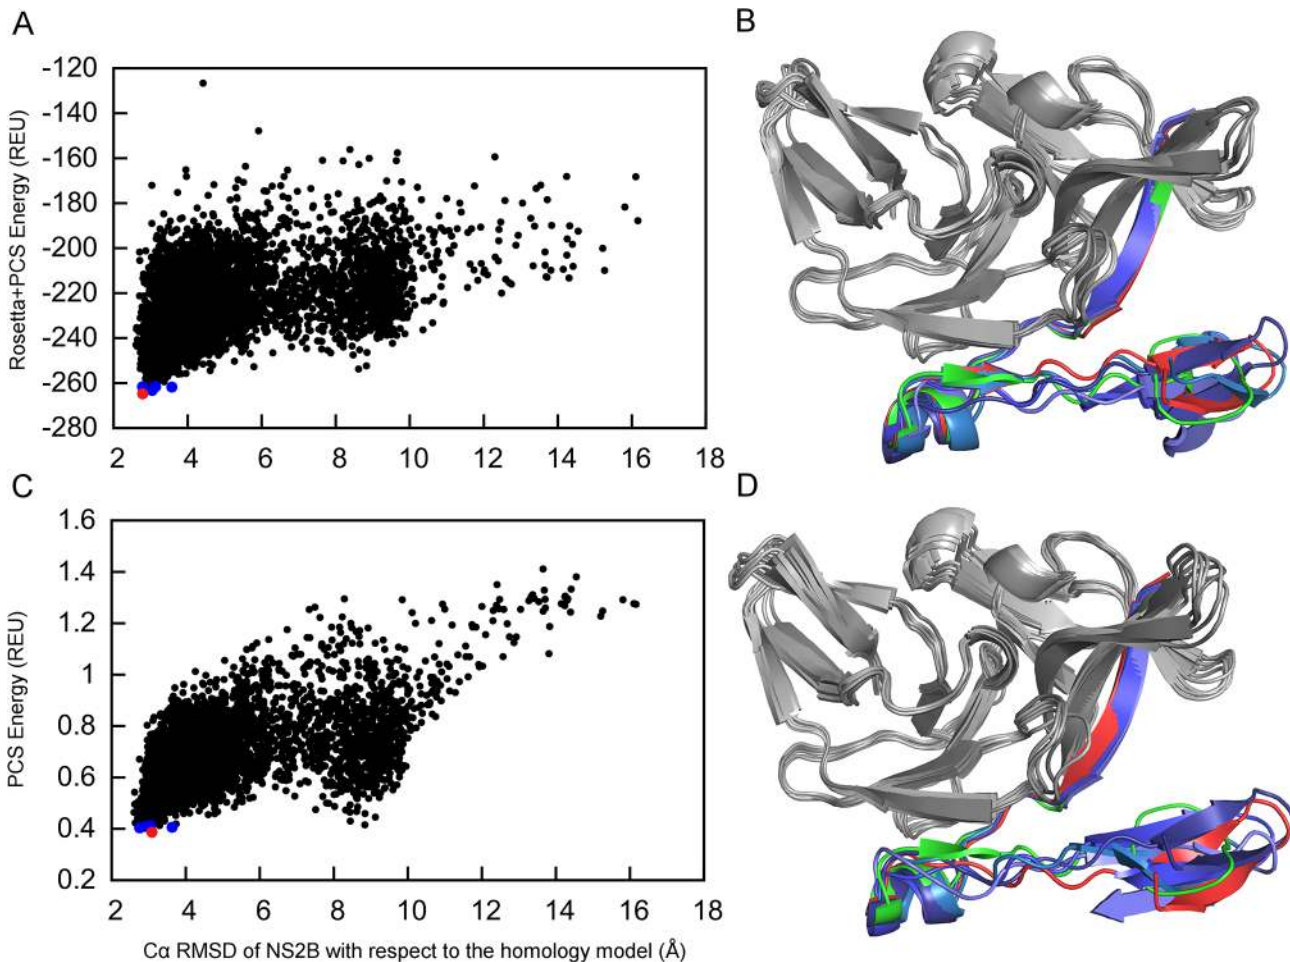 A
B
-120
-140
-160
-180
-200
-220
-240
-260
-280
Rosetta+PCS Energy (REU)
2 4 6 8 10 12 14 16 18
C
D
1.6
1.4
1.2
1
0.8
0.6
0.4
0.2
PCS Energy (REU)
2 4 6 8 10 12 14 16 18
Cα RMSD of NS2B with respect to the homology model (Å)